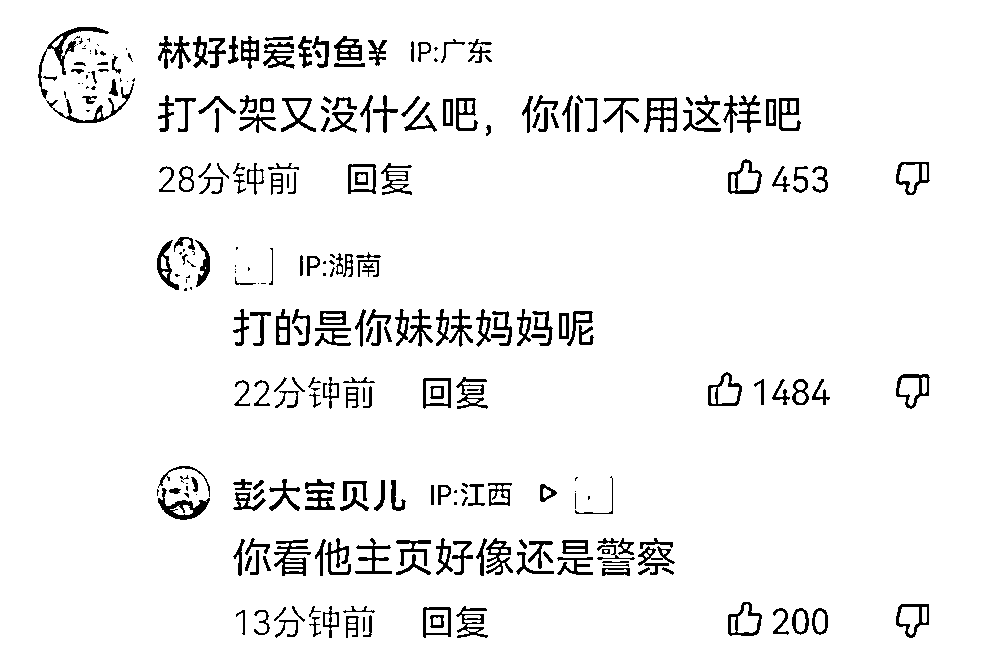 林好坤爱钓鱼¥ IP:广东
打个架又没什么吧，你们不用这样吧
28分钟前 回复 453
IP:湖南
打的是你妹妹妈妈呢
22分钟前 回复 1484
彭大宝贝儿 IP:江西
你看他主页好像还是警察
13分钟前 回复 200